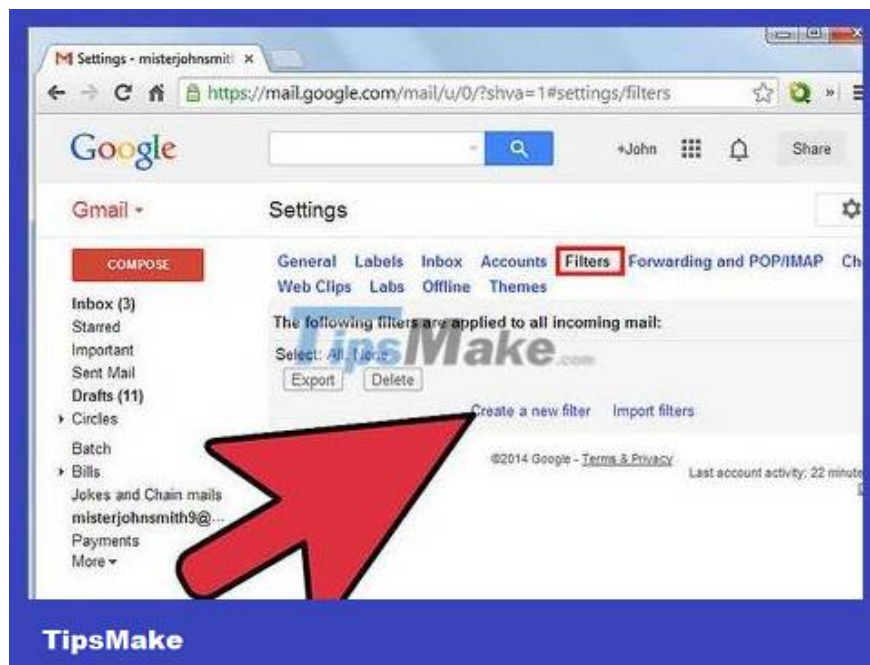 Settings - misterjohnsmit
https://mail.google.com/mail/u/0/?shva=1#settings/filters
Google
+John
Share
Gmail
Settings
COMPOSE
General Labels Inbox Accounts Filters Forwarding and POP/IMAP Ch
Web Clips Labs Offline Themes
Inbox (3)
Starred
Important
Sent Mail
Drafts (11)
Circles
Batch
Bills
Jokes and Chain mails
misterjohnsmith9@...
Payments
More
The following filters are applied to all incoming mail:
Select: All, None
Export Delete
TipsMake.com
Create a new filter Import filters
©2014 Google - Terms & Privacy
Last account activity: 22 minute
TipsMake